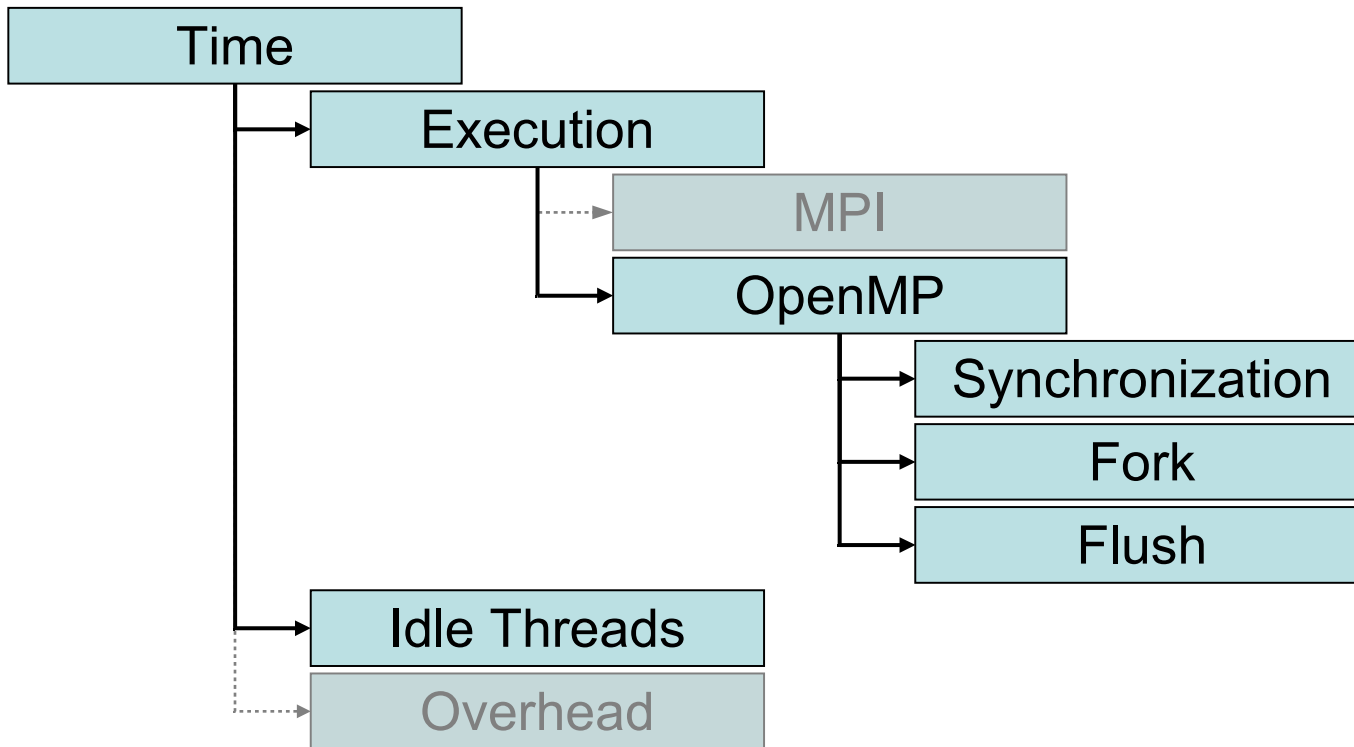 Time
Execution
MPI
OpenMP
Synchronization
Fork
Flush
Idle Threads
Overhead